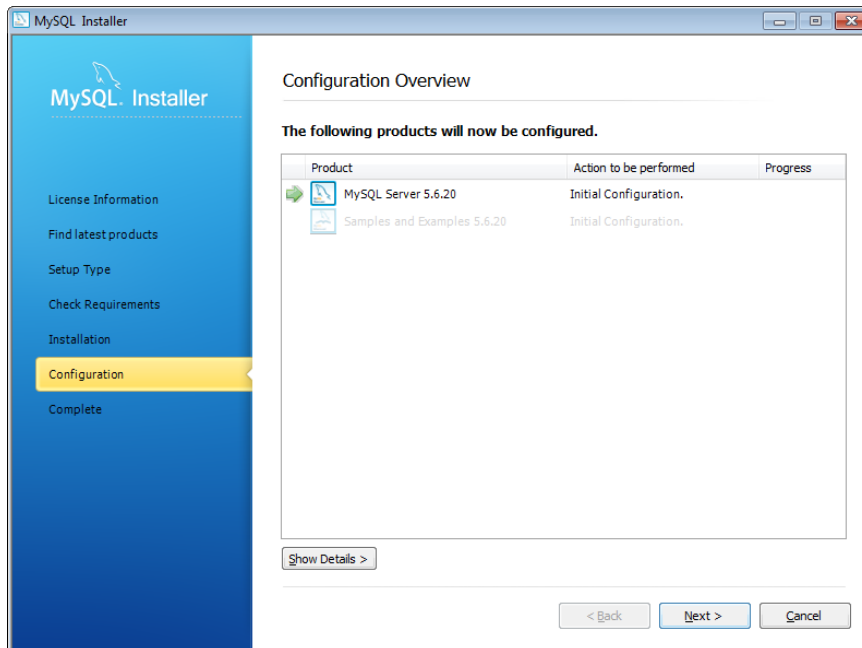 MySQL Installer
MySQL. Installer
License Information
Find latest products
Setup Type
Check Requirements
Installation
Configuration
Complete
Configuration Overview
The following products will now be configured.
Product Action to be performed Progress
MySQL Server 5.6.20 Initial Configuration.
Samples and Examples 5.6.20 Initial Configuration.
Show Details >
< Back Next > Cancel